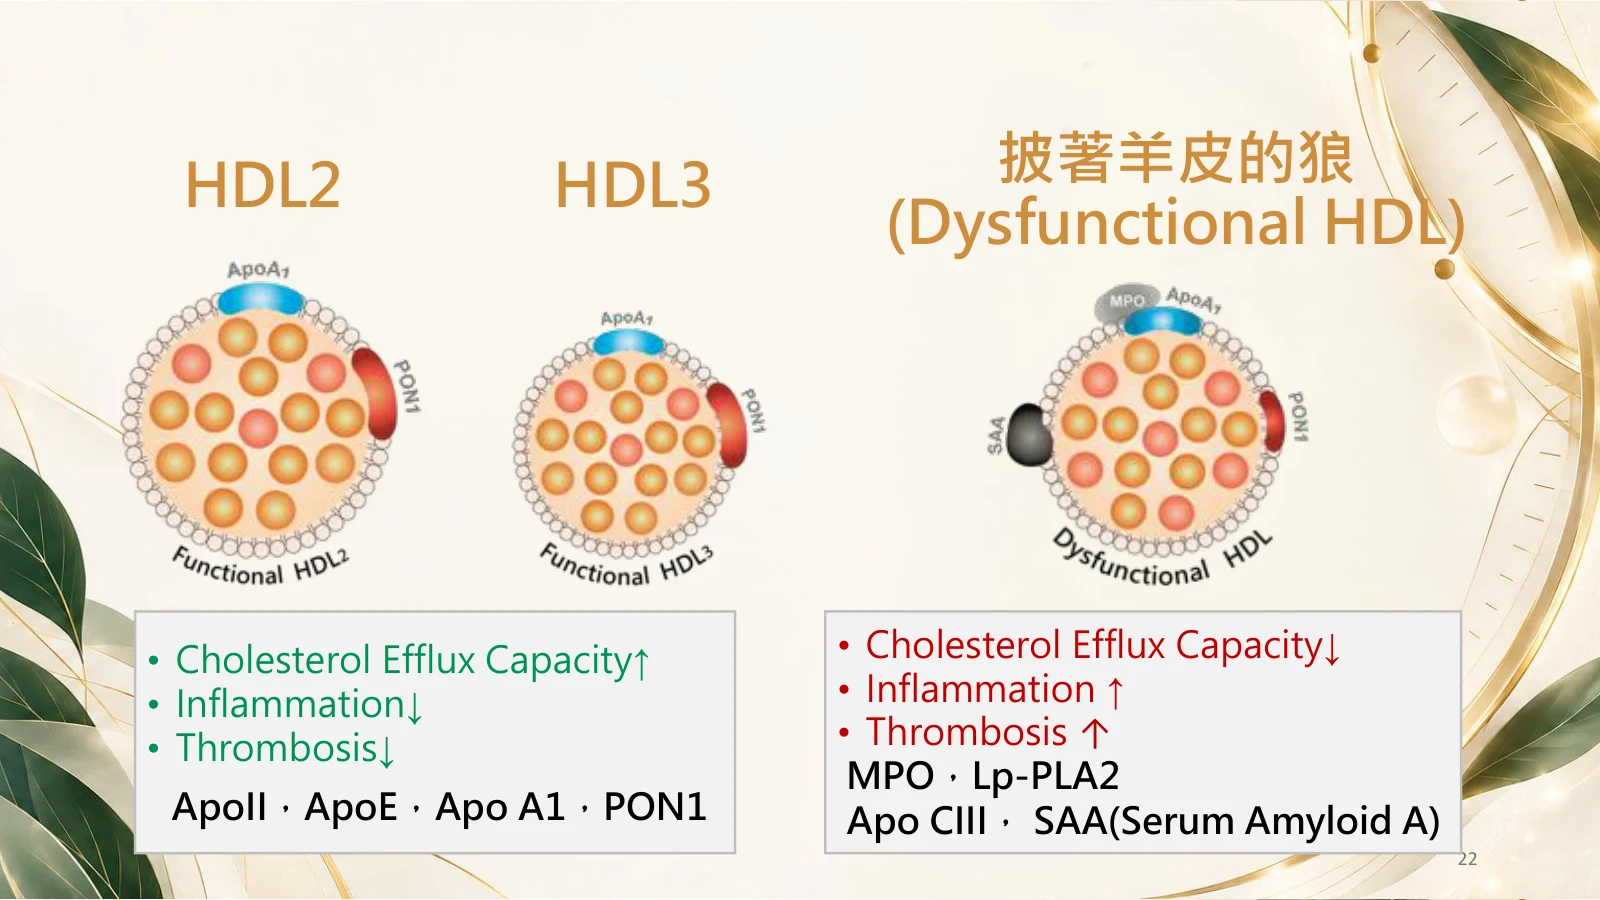 HDL2
HDL3
披著羊皮的狼
(Dysfunctional HDL)
ApoA1
PON1
Functional HDL2
ApoA1
PON1
Functional HDL3
MPO
ApoA1
SAA
PON1
Dysfunctional HDL
• Cholesterol Efflux Capacity↑
• Inflammation↓
• Thrombosis↓
ApoII，ApoE，Apo A1，PON1
• Cholesterol Efflux Capacity↓
• Inflammation ↑
• Thrombosis ↑
MPO，Lp-PLA2
Apo CIII， SAA(Serum Amyloid A)
22